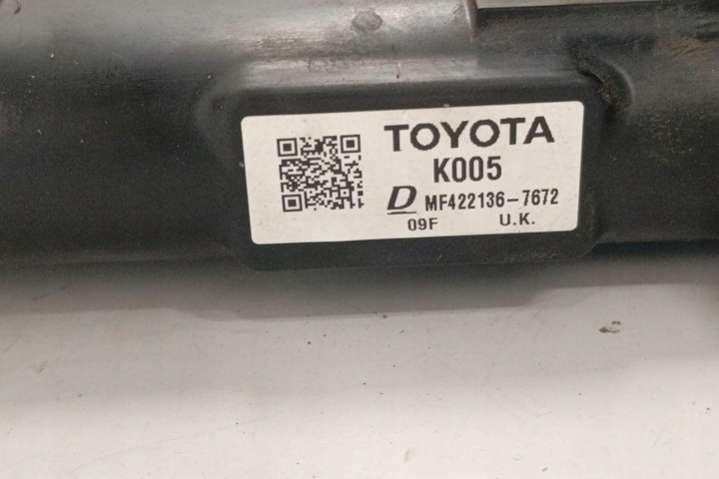 TOYOTA
K005
D MF422136-7672
09F U.K.